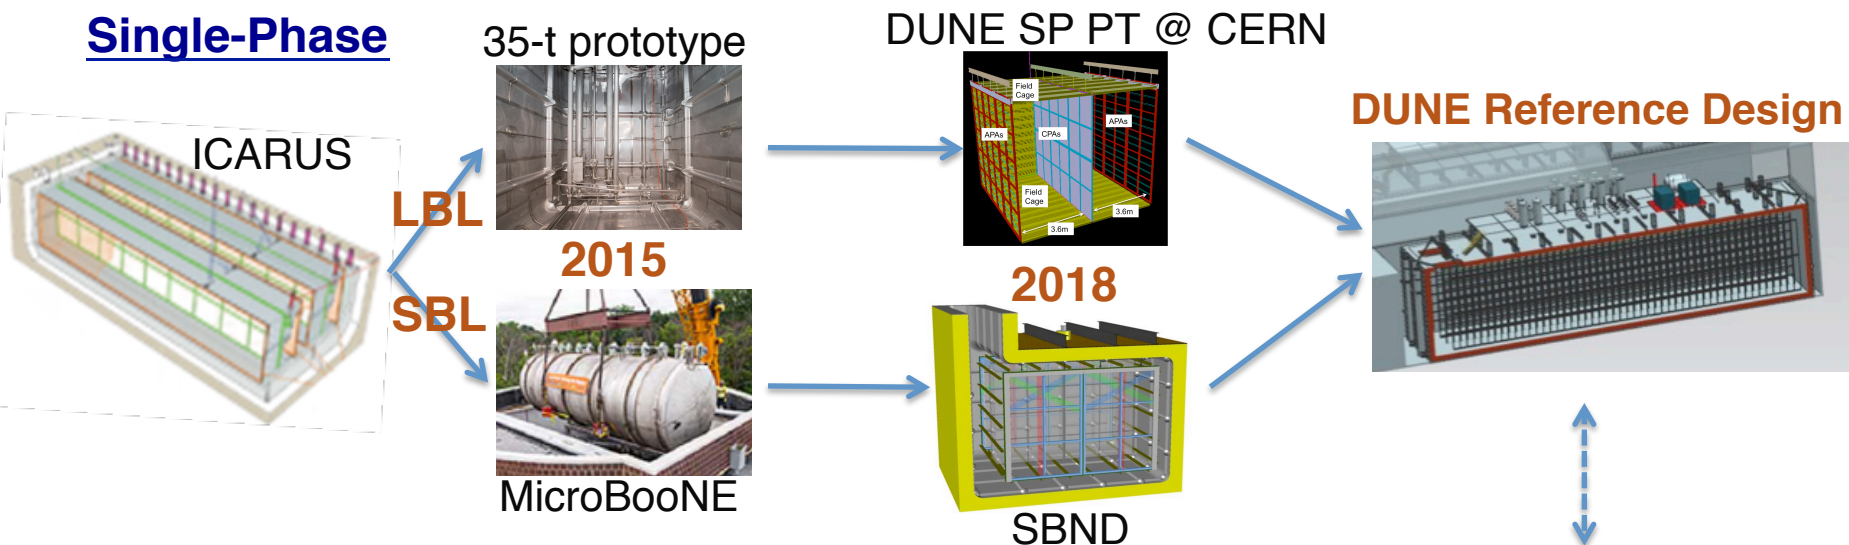 Single-Phase
35-t prototype
DUNE SP PT @ CERN
DUNE Reference Design
ICARUS
LBL
SBL
2015
2018
MicroBooNE
SBND
Field
Cage
APAs
CPAs
APAs
Field
Cage
3.6m
3.6m